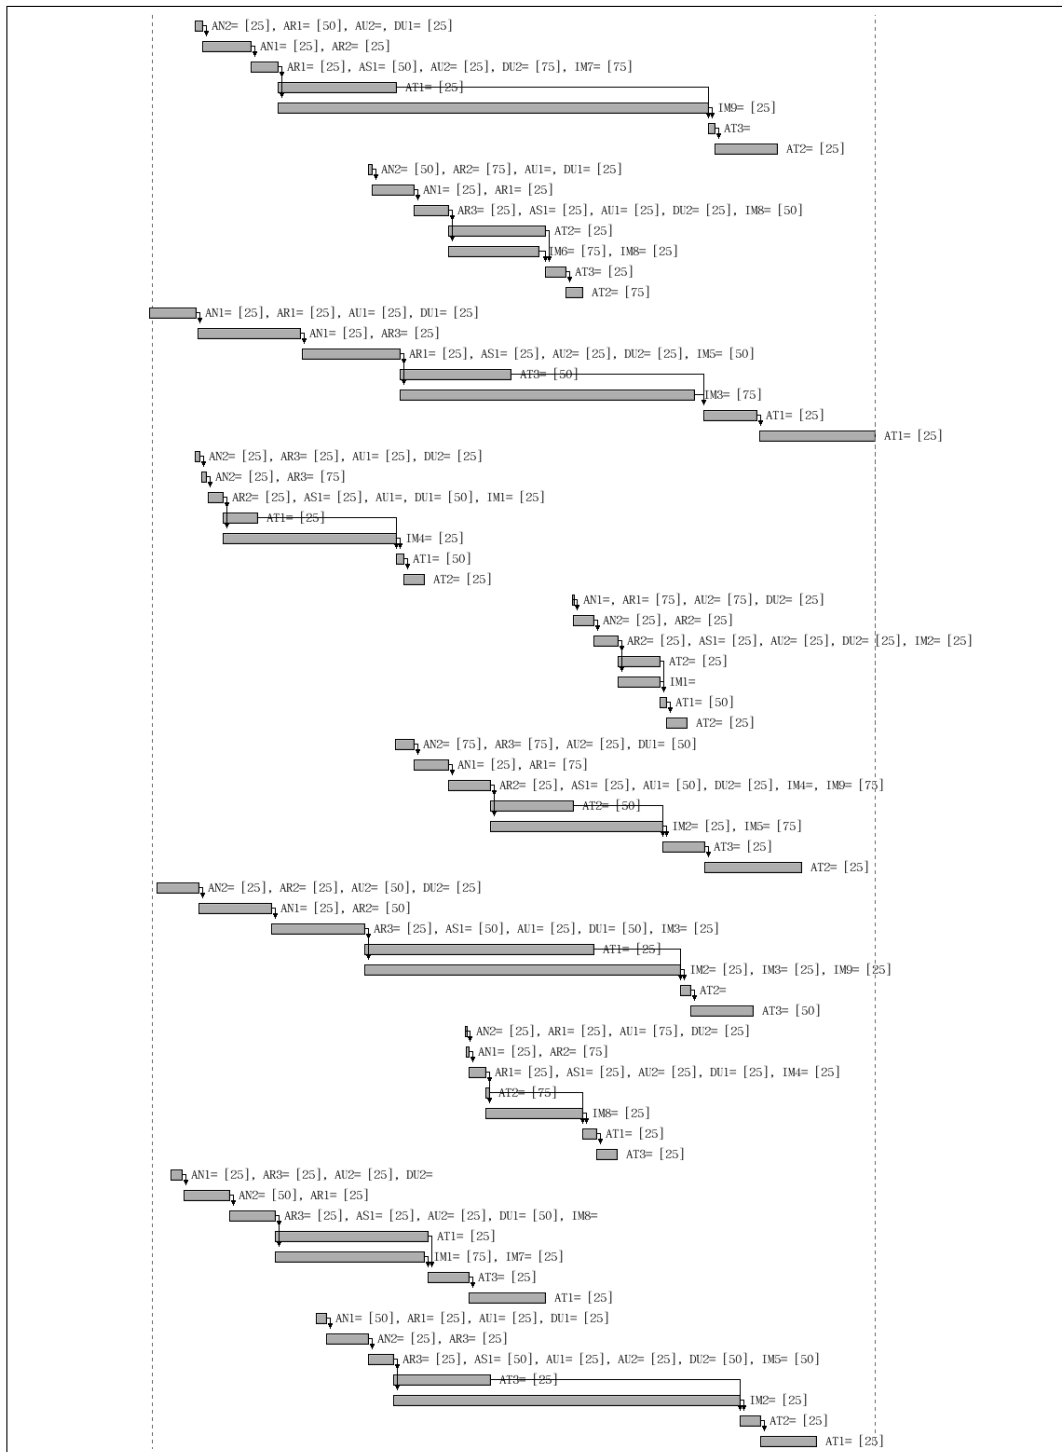 AN2= [25], AR1= [50], AU2=, DU1= [25]
AN1= [25], AR2= [25]
AR1= [25], AS1= [50], AU2= [25], DU2= [75], IM7= [75]
AT1= [25]
IM9= [25]
AT3=
AT2= [25]
AN2= [50], AR2= [75], AU1=, DU1= [25]
AN1= [25], AR1= [25]
AR3= [25], AS1= [25], AU1= [25], DU2= [25], IM8= [50]
AT2= [25]
IM6= [75], IM8= [25]
AT3= [25]
AT2= [75]
AN1= [25], AR1= [25], AU1= [25], DU1= [25]
AN1= [25], AR3= [25]
AR1= [25], AS1= [25], AU2= [25], DU2= [25], IM5= [50]
AT3= [50]
IM3= [75]
AT1= [25]
AT1= [25]
AN2= [25], AR3= [25], AU1= [25], DU2= [25]
AN2= [25], AR3= [75]
AR2= [25], AS1= [25], AU1=, DU1= [50], IM1= [25]
AT1= [25]
IM4= [25]
AT1= [50]
AT2= [25]
AN1=, AR1= [75], AU2= [75], DU2= [25]
AN2= [25], AR2= [25]
AR2= [25], AS1= [25], AU2= [25], DU2= [25], IM2= [25]
AT2= [25]
IM1=
AT1= [50]
AT2= [25]
AN2= [75], AR3= [75], AU2= [25], DU1= [50]
AN1= [25], AR1= [75]
AR2= [25], AS1= [25], AU1= [50], DU2= [25], IM4=, IM9= [75]
AT2= [50]
IM2= [25], IM5= [75]
AT3= [25]
AT2= [25]
AN2= [25], AR2= [25], AU2= [50], DU2= [25]
AN1= [25], AR2= [50]
AR3= [25], AS1= [50], AU1= [25], DU1= [50], IM3= [25]
AT1= [25]
IM2= [25], IM3= [25], IM9= [25]
AT2=
AT3= [50]
AN2= [25], AR1= [25], AU1= [75], DU2= [25]
AN1= [25], AR2= [75]
AR1= [25], AS1= [25], AU2= [25], DU1= [25], IM4= [25]
AT2= [75]
IM8= [25]
AT1= [25]
AT3= [25]
AN1= [25], AR3= [25], AU2= [25], DU2=
AN2= [50], AR1= [25]
AR3= [25], AS1= [25], AU2= [25], DU1= [50], IM8=
AT1= [25]
IM1= [75], IM7= [25]
AT3= [25]
AT1= [25]
AN1= [50], AR1= [25], AU1= [25], DU1= [25]
AN2= [25], AR3= [25]
AR3= [25], AS1= [50], AU1= [25], AU2= [25], DU2= [50], IM5= [50]
AT3= [25]
IM2= [25]
AT2= [25]
AT1= [25]